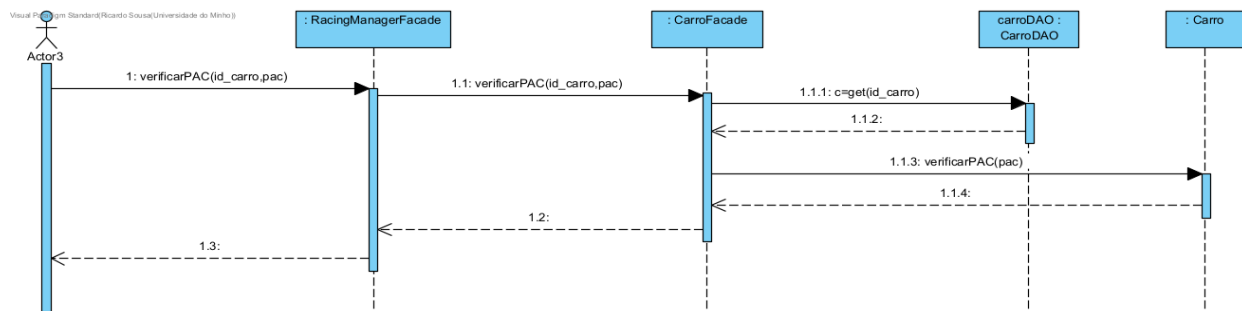 Visual Paradigm Standard(Ricardo Sousa(Universidade do Minho))
: RacingManagerFacade
: CarroFacade
carroDAO :
CarroDAO
: Carro
Actor3
1: verificarPAC(id_carro,pac)
1.1: verificarPAC(id_carro,pac)
1.1.1: c=get(id_carro)
1.1.2:
1.1.3: verificarPAC(pac)
1.1.4:
1.2:
1.3: